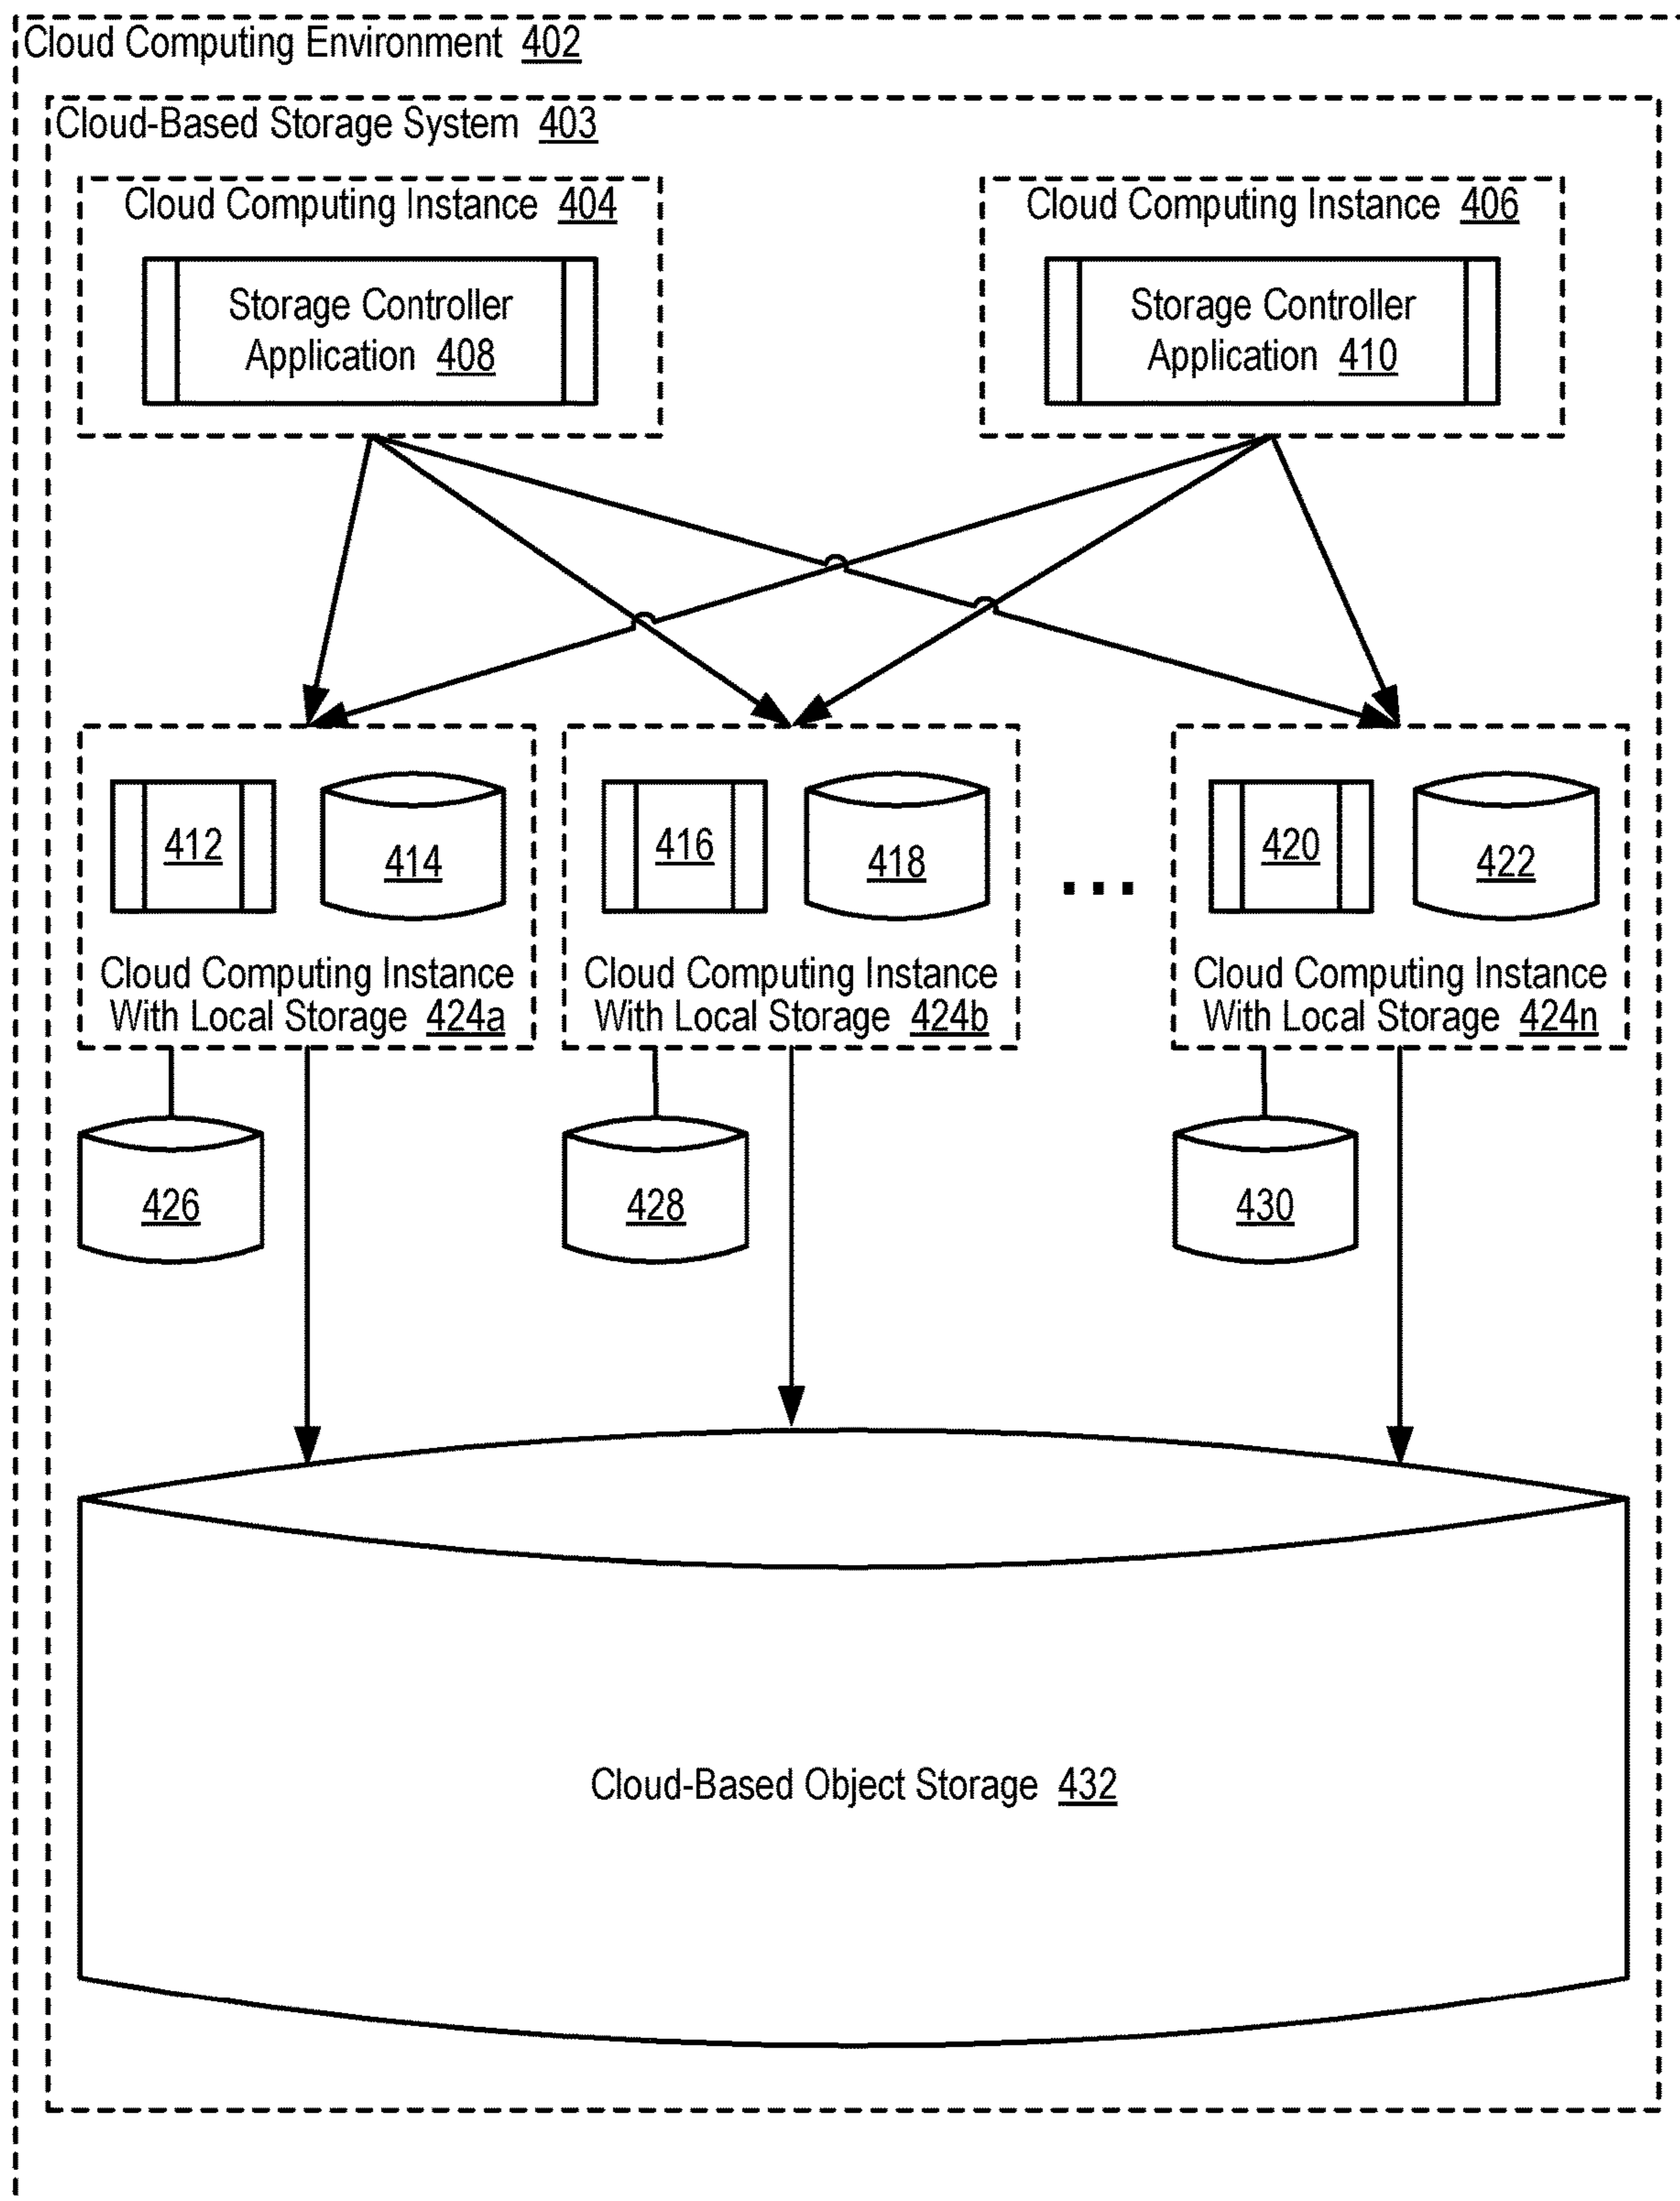 Cloud Computing Environment 402
Cloud-Based Storage System 403
Cloud Computing Instance 404
Storage Controller
Application 408
Cloud Computing Instance 406
Storage Controller
Application 410
412
414
Cloud Computing Instance
With Local Storage 424a
416
418
Cloud Computing Instance
With Local Storage 424b
...
420
422
Cloud Computing Instance
With Local Storage 424n
426
428
430
Cloud-Based Object Storage 432